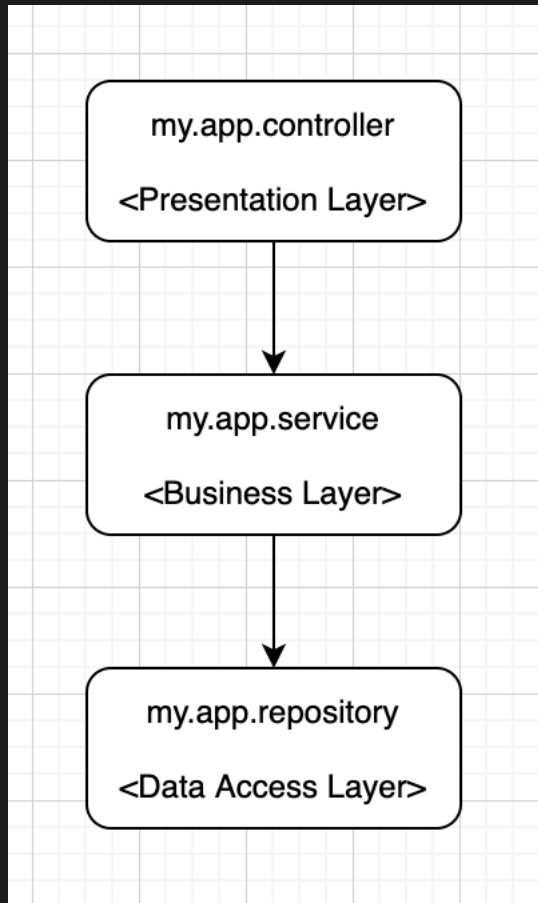 my.app.controller
<Presentation Layer>
my.app.service
<Business Layer>
my.app.repository
<Data Access Layer>